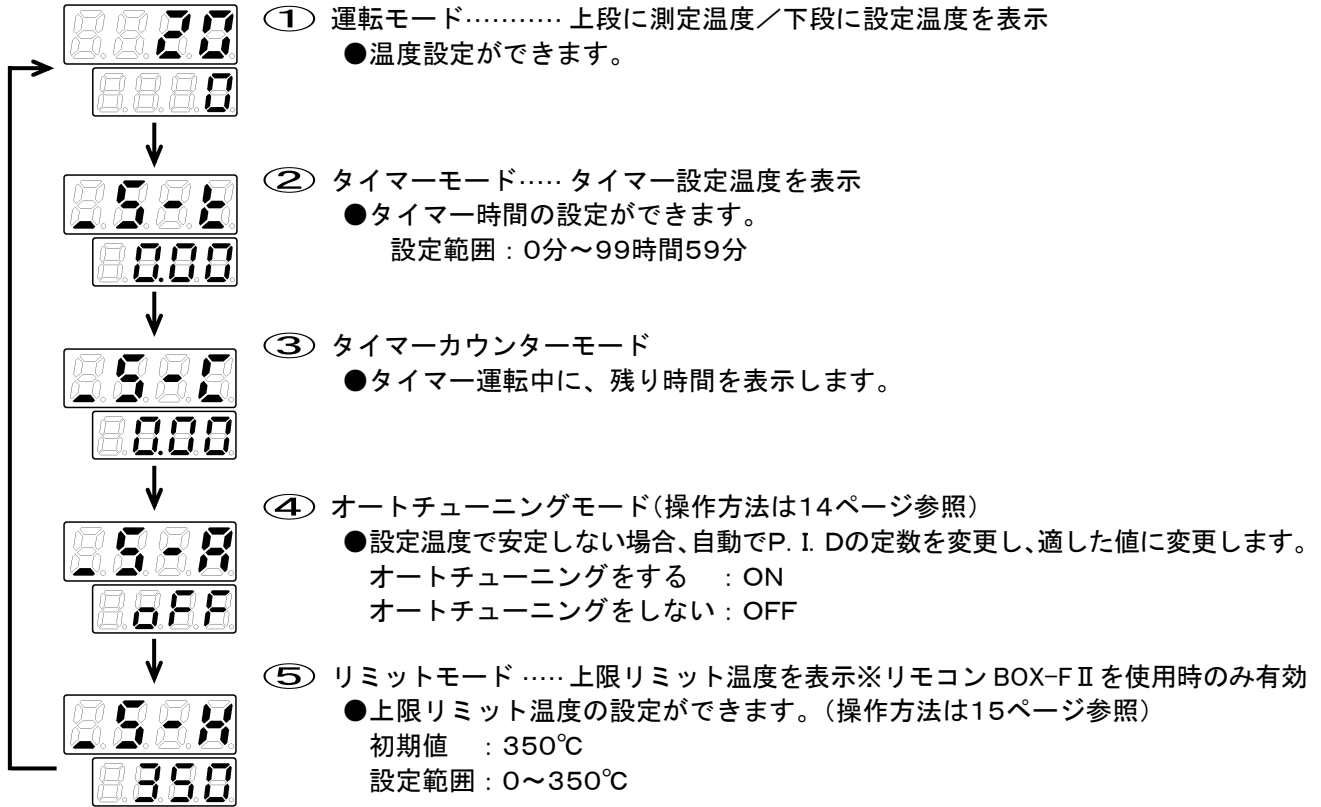 20
① 運転モード………… 上段に測定温度／下段に設定温度を表示
●温度設定ができます。
0
_S-t
② タイマーモード…… タイマー設定温度を表示
●タイマー時間の設定ができます。
設定範囲：0分～99時間59分
0.00
_S-C
③ タイマーカウンターモード
●タイマー運転中に、残り時間を表示します。
0.00
_S-A
④ オートチューニングモード(操作方法は14ページ参照)
●設定温度で安定しない場合、自動でP. I. Dの定数を変更し、適した値に変更します。
オートチューニングをする ：ON
oFF
オートチューニングをしない：OFF
_S-H
⑤ リミットモード …… 上限リミット温度を表示※リモコン BOX-FⅡを使用時のみ有効
●上限リミット温度の設定ができます。(操作方法は15ページ参照)
初期値 ：350℃
350
設定範囲：0～350℃